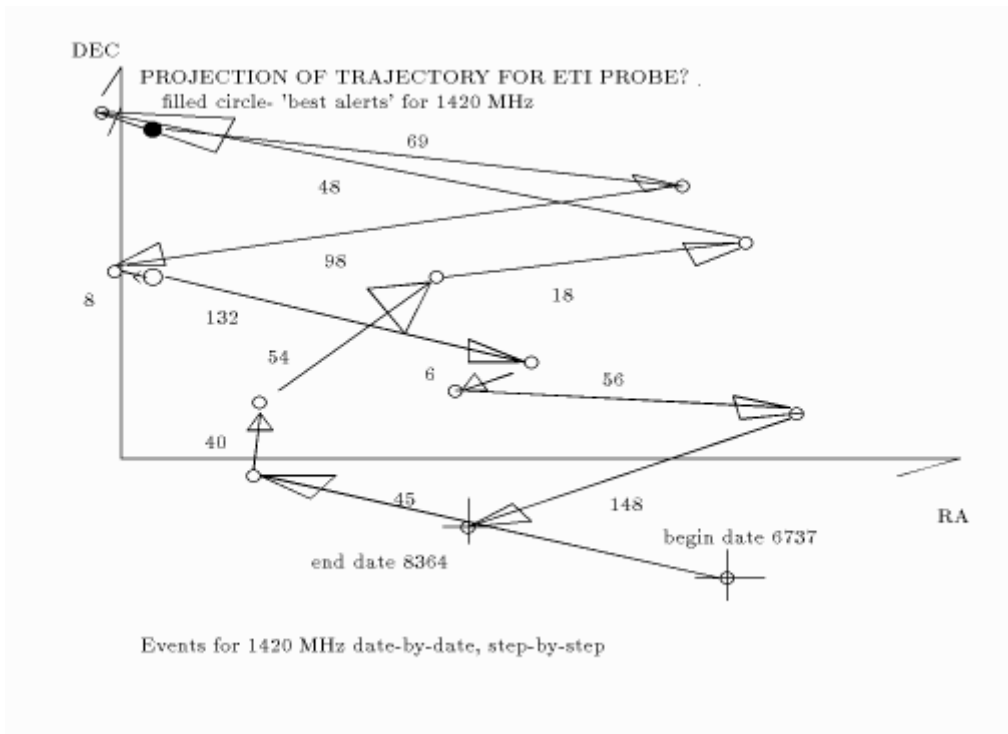 DEC
PROJECTION OF TRAJECTORY FOR ETI PROBE?
filled circle- 'best alerts' for 1420 MHz
69
48
98
18
8
132
54
6
56
40
45
148
RA
begin date 6737
end date 8364
Events for 1420 MHz date-by-date, step-by-step